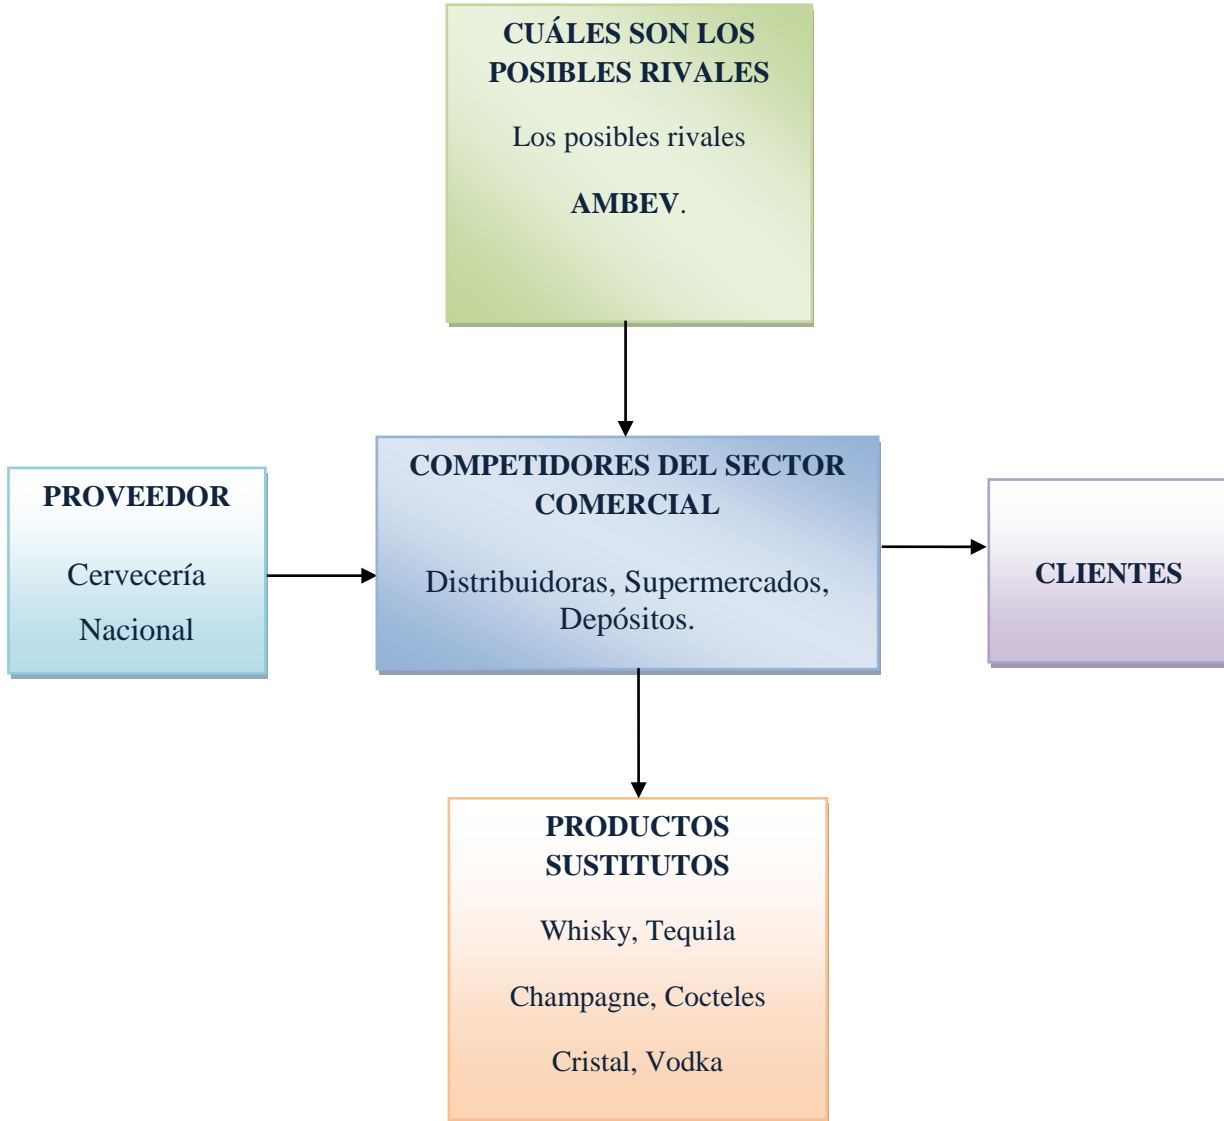 CUÁLES SON LOS
POSIBLES RIVALES
Los posibles rivales
AMBEV.
PROVEEDOR
Cervecería
Nacional
COMPETIDORES DEL SECTOR
COMERCIAL
Distribuidoras, Supermercados,
Depósitos.
CLIENTES
PRODUCTOS
SUSTITUTOS
Whisky, Tequila
Champagne, Cocteles
Cristal, Vodka